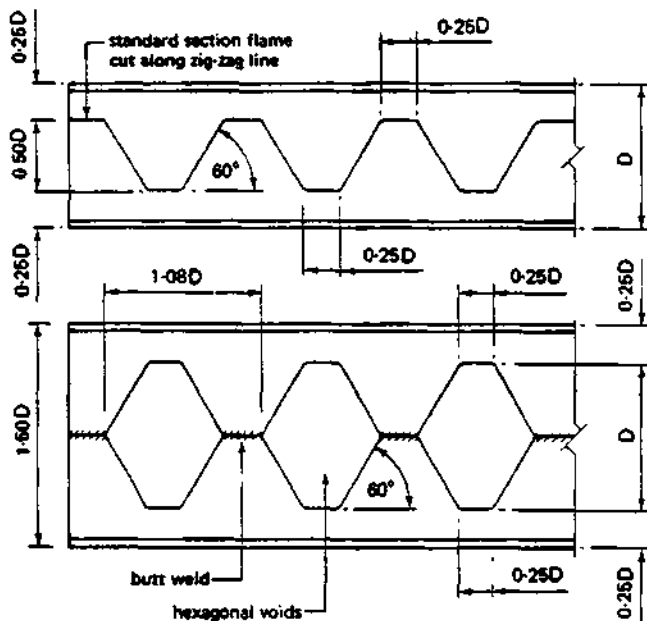 0·25D
standard section flame
cut along zig-zag line
0·25D
0·50D
60°
D
0·25D
0·25D
1·08D
0·25D
0·25D
1·50D
60°
D
butt weld
hexagonal voids
0·25D
0·25D